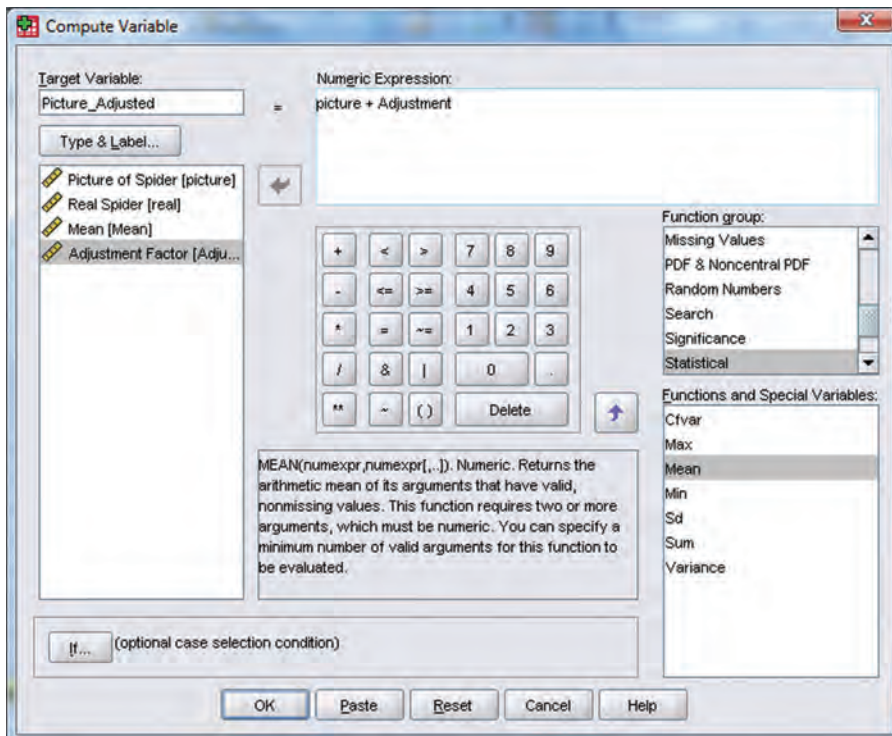 Compute Variable
Target Variable:
Picture_Adjusted
=
Numeric Expression:
picture + Adjustment
Type & Label...
Picture of Spider [picture]
Real Spider [real]
Mean [Mean]
Adjustment Factor [Adju...
+ < > 7 8 9
- <= >= 4 5 6
* = ~= 1 2 3
/ & | 0 .
** ~ ( ) Delete
Function group:
Missing Values
PDF & Noncentral PDF
Random Numbers
Search
Significance
Statistical
Functions and Special Variables:
Cfvar
Max
Mean
Min
Sd
Sum
Variance
MEAN(numexpr,numexpr[,..]). Numeric. Returns the
arithmetic mean of its arguments that have valid,
nonmissing values. This function requires two or more
arguments, which must be numeric. You can specify a
minimum number of valid arguments for this function to
be evaluated.
If... (optional case selection condition)
OK Paste Reset Cancel Help